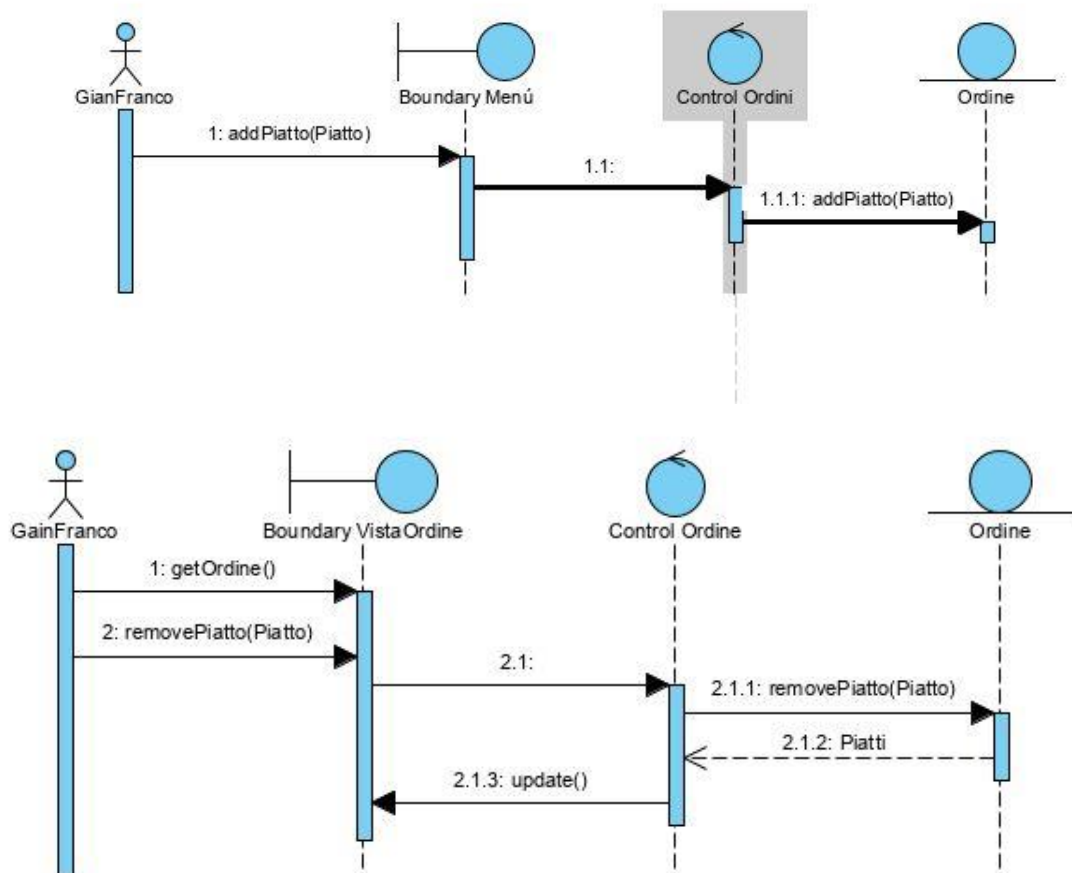 GianFranco
Boundary Menú
Control Ordini
Ordine
1: addPiatto(Piatto)
1.1:
1.1.1: addPiatto(Piatto)
GainFranco
Boundary VistaOrdine
Control Ordine
Ordine
1: getOrdine()
2: removePiatto(Piatto)
2.1:
2.1.1: removePiatto(Piatto)
2.1.2: Piatti
2.1.3: update()